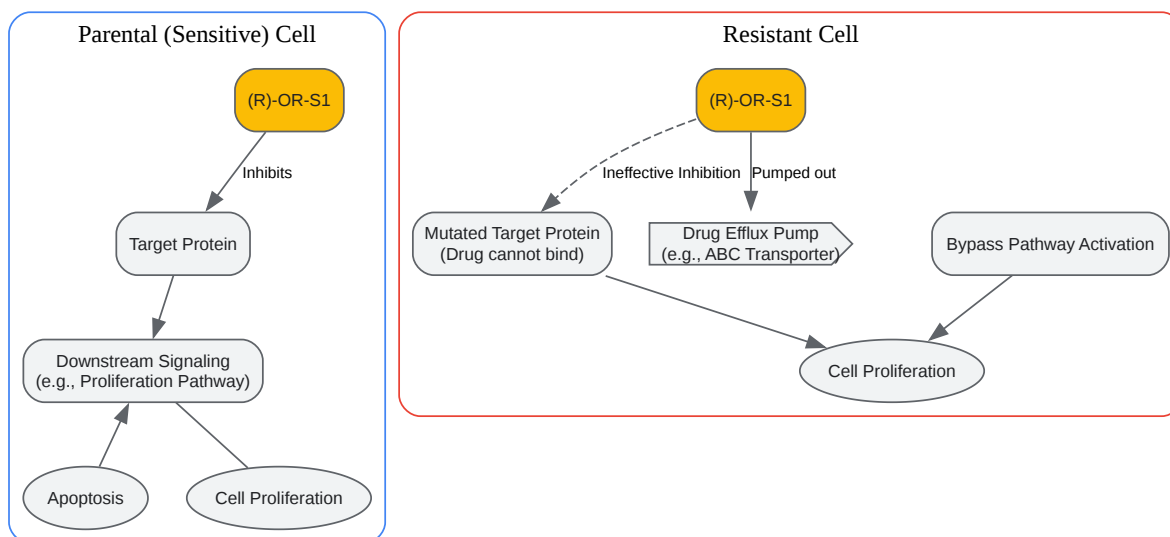 Parental (Sensitive) Cell
(R)-OR-S1
Inhibits
Target Protein
Downstream Signaling
(e.g., Proliferation Pathway)
Apoptosis
Cell Proliferation
Resistant Cell
(R)-OR-S1
Ineffective Inhibition
Pumped out
Mutated Target Protein
(Drug cannot bind)
Drug Efflux Pump
(e.g., ABC Transporter)
Bypass Pathway Activation
Cell Proliferation